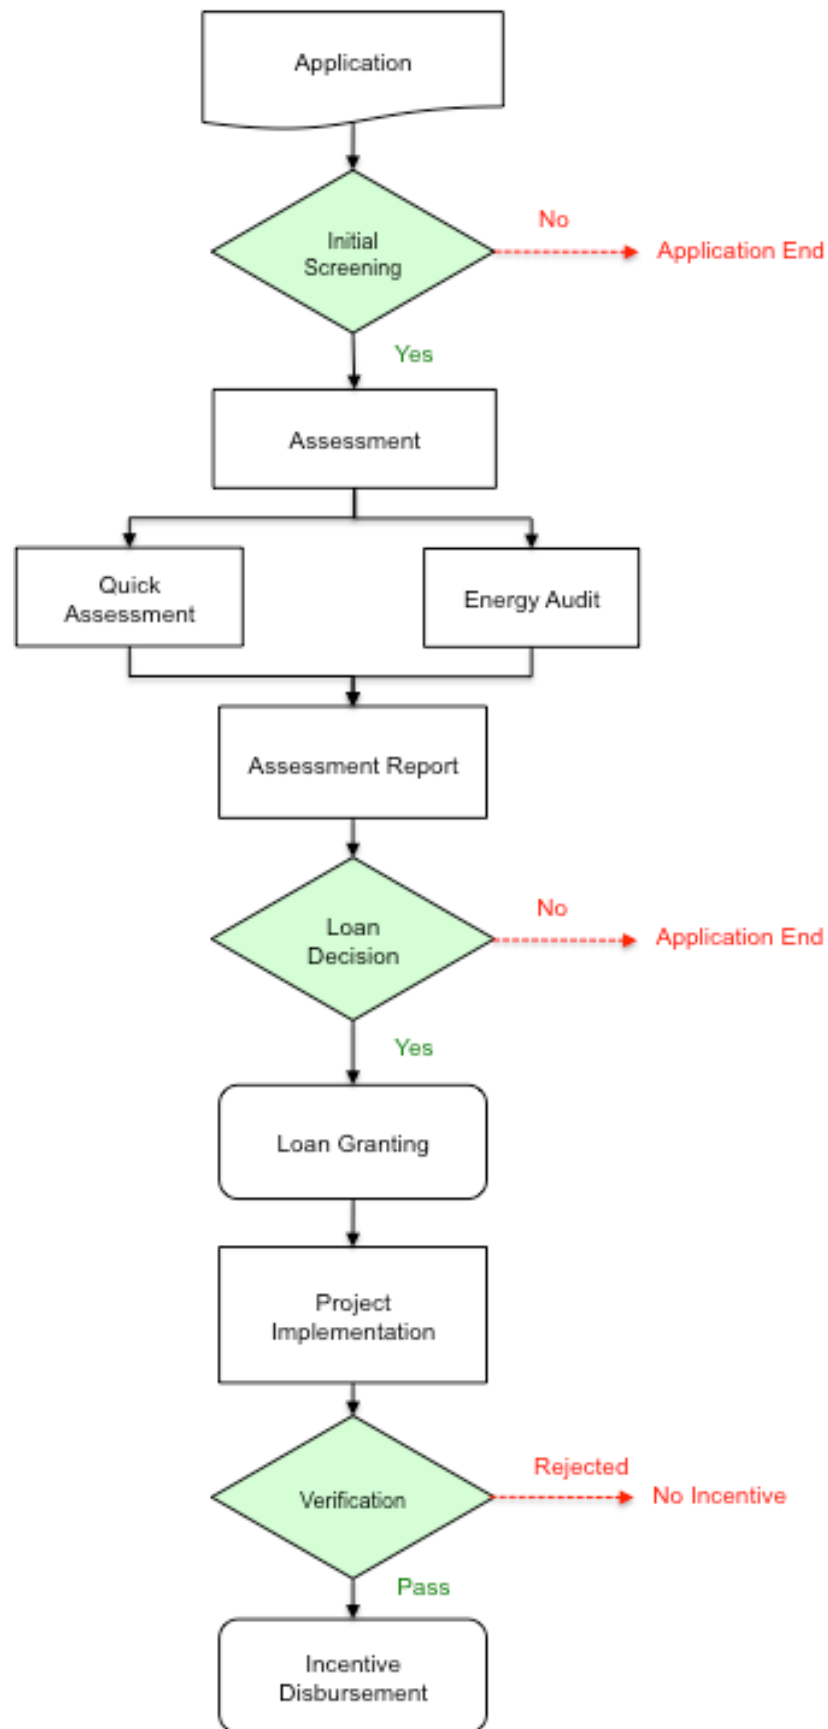 Application
Initial
Screening
No
Application End
Yes
Assessment
Quick
Assessment
Energy Audit
Assessment Report
Loan
Decision
No
Application End
Yes
Loan Granting
Project
Implementation
Verification
Rejected
No Incentive
Pass
Incentive
Disbursement